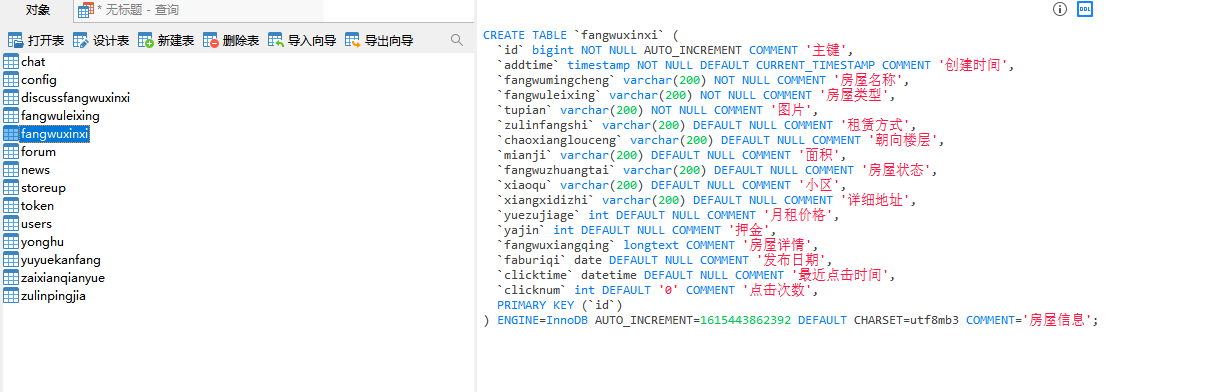 对象
* 无标题 - 查询
打开表 设计表 新建表 删除表 导入向导 导出向导
chat
config
discussfangwuxinxi
fangwuleixing
fangwuxinxi
forum
news
storeup
token
users
yonghu
yuyuekanfang
zaixianqianyue
zulinpingjia
DDL
CREATE TABLE `fangwuxinxi` (
`id` bigint NOT NULL AUTO_INCREMENT COMMENT '主键',
`addtime` timestamp NOT NULL DEFAULT CURRENT_TIMESTAMP COMMENT '创建时间',
`fangwumingcheng` varchar(200) NOT NULL COMMENT '房屋名称',
`fangwuleixing` varchar(200) NOT NULL COMMENT '房屋类型',
`tupian` varchar(200) NOT NULL COMMENT '图片',
`zulinfangshi` varchar(200) DEFAULT NULL COMMENT '租赁方式',
`chaoxianglouceng` varchar(200) DEFAULT NULL COMMENT '朝向楼层',
`mianji` varchar(200) DEFAULT NULL COMMENT '面积',
`fangwuzhuangtai` varchar(200) DEFAULT NULL COMMENT '房屋状态',
`xiaoqu` varchar(200) DEFAULT NULL COMMENT '小区',
`xiangxidizhi` varchar(200) DEFAULT NULL COMMENT '详细地址',
`yuezujiage` int DEFAULT NULL COMMENT '月租价格',
`yajin` int DEFAULT NULL COMMENT '押金',
`fangwuxiangqing` longtext COMMENT '房屋详情',
`faburiqi` date DEFAULT NULL COMMENT '发布日期',
`clicktime` datetime DEFAULT NULL COMMENT '最近点击时间',
`clicknum` int DEFAULT '0' COMMENT '点击次数',
PRIMARY KEY (`id`)
) ENGINE=InnoDB AUTO_INCREMENT=1615443862392 DEFAULT CHARSET=utf8mb3 COMMENT='房屋信息';